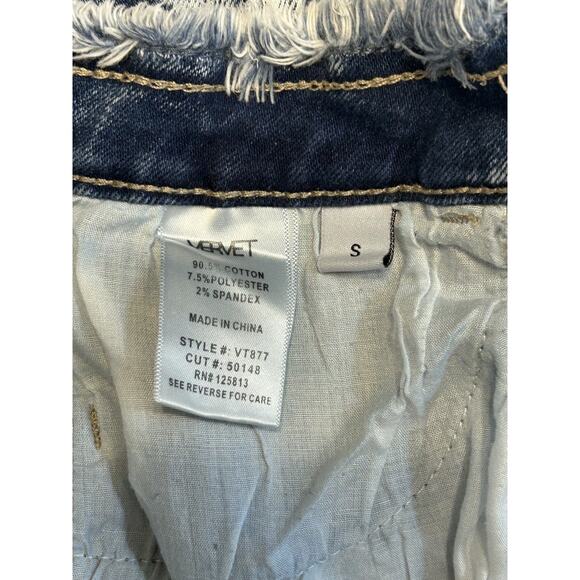 VERVET
90.5% COTTON
7.5% POLYESTER
2% SPANDEX
MADE IN CHINA
STYLE #: VT877
CUT #: 50148
RN# 125813
SEE REVERSE FOR CARE
S